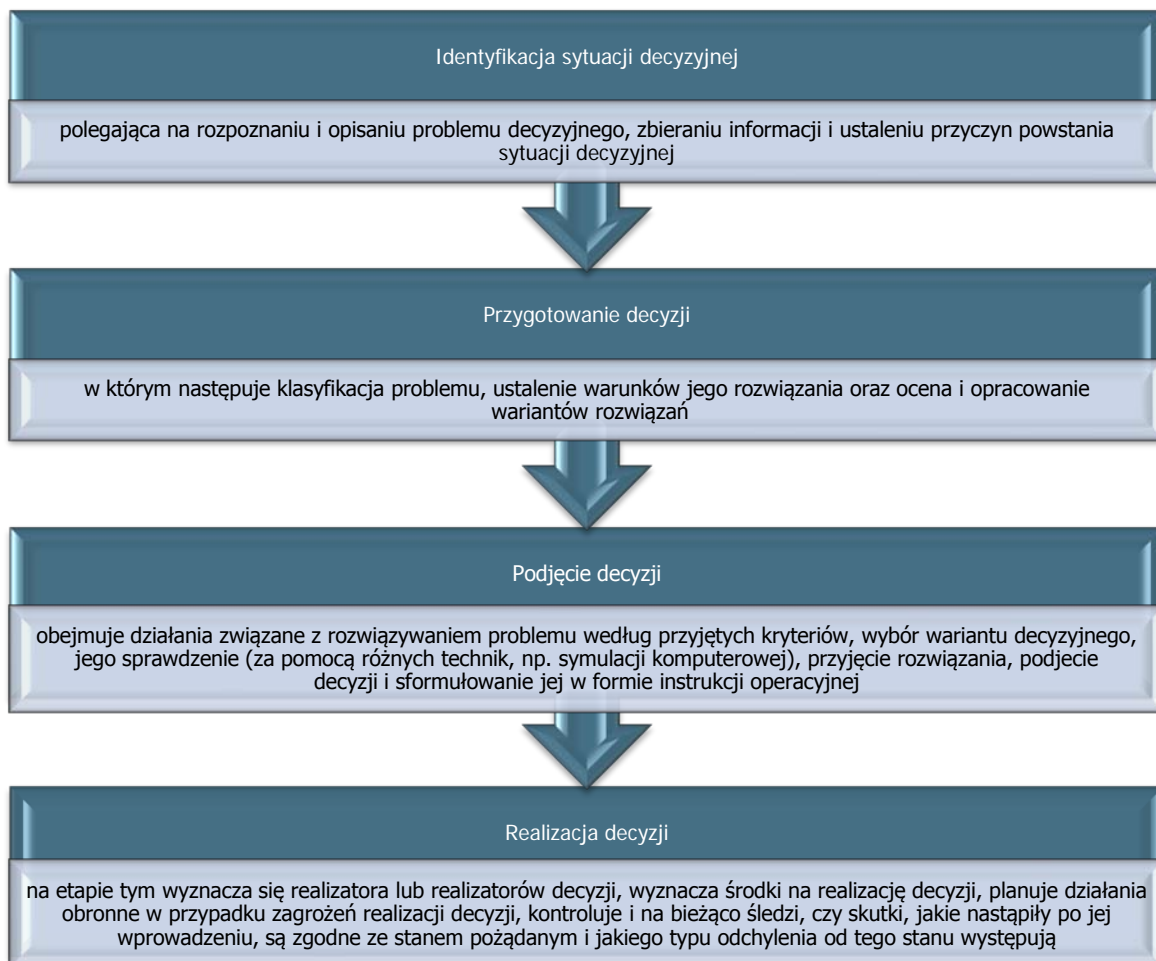 Identyfikacja sytuacji decyzyjnej
polegająca na rozpoznaniu i opisaniu problemu decyzyjnego, zbieraniu informacji i ustaleniu przyczyn powstania
sytuacji decyzyjnej
Przygotowanie decyzji
w którym następuje klasyfikacja problemu, ustalenie warunków jego rozwiązania oraz ocena i opracowanie
wariantów rozwiązań
Podjęcie decyzji
obejmuje działania związane z rozwiązywaniem problemu według przyjętych kryteriów, wybór wariantu decyzyjnego,
jego sprawdzenie (za pomocą różnych technik, np. symulacji komputerowej), przyjęcie rozwiązania, podjecie
decyzji i sformułowanie jej w formie instrukcji operacyjnej
Realizacja decyzji
na etapie tym wyznacza się realizatora lub realizatorów decyzji, wyznacza środki na realizację decyzji, planuje działania
obronne w przypadku zagrożeń realizacji decyzji, kontroluje i na bieżąco śledzi, czy skutki, jakie nastąpiły po jej
wprowadzeniu, są zgodne ze stanem pożądanym i jakiego typu odchylenia od tego stanu występują